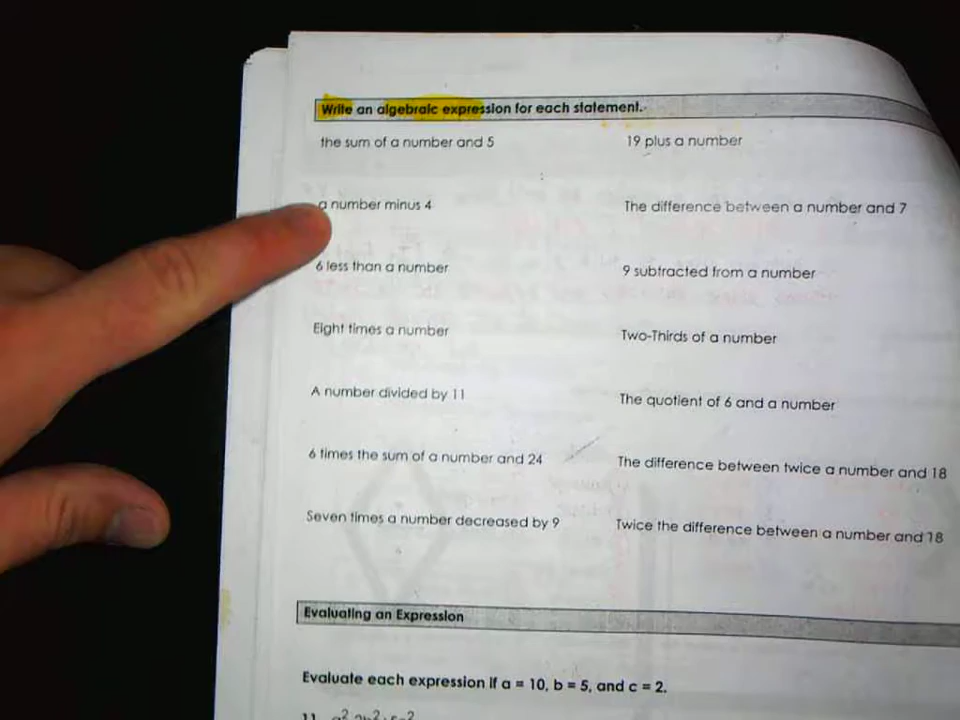 Write an algebraic expression for each statement.
the sum of a number and 5
19 plus a number
a number minus 4
The difference between a number and 7
6 less than a number
9 subtracted from a number
Eight times a number
Two-Thirds of a number
A number divided by 11
The quotient of 6 and a number
6 times the sum of a number and 24
The difference between twice a number and 18
Seven times a number decreased by 9
Twice the difference between a number and 18
Evaluating an Expression
Evaluate each expression if a = 10, b = 5, and c = 2.